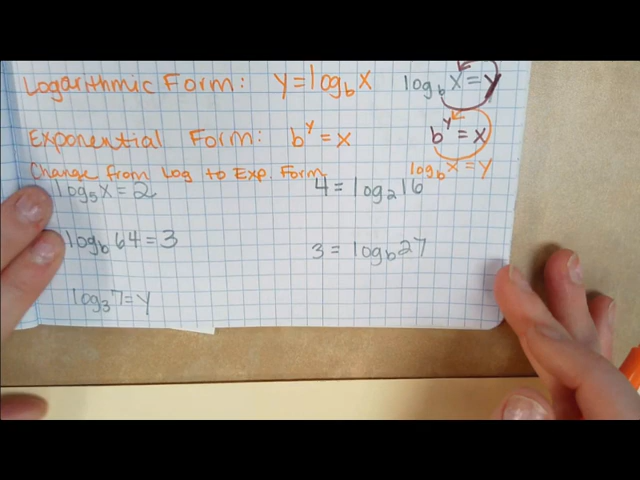 Logarithmic Form: y = log_b x log_b x = y
Exponential Form: b^y = x b^y = x
Change from Log to Exp. Form log_b x = y
log_5 x = 2 4 = log_2 16
log_b 64 = 3 3 = log_b 27
log_3 7 = y